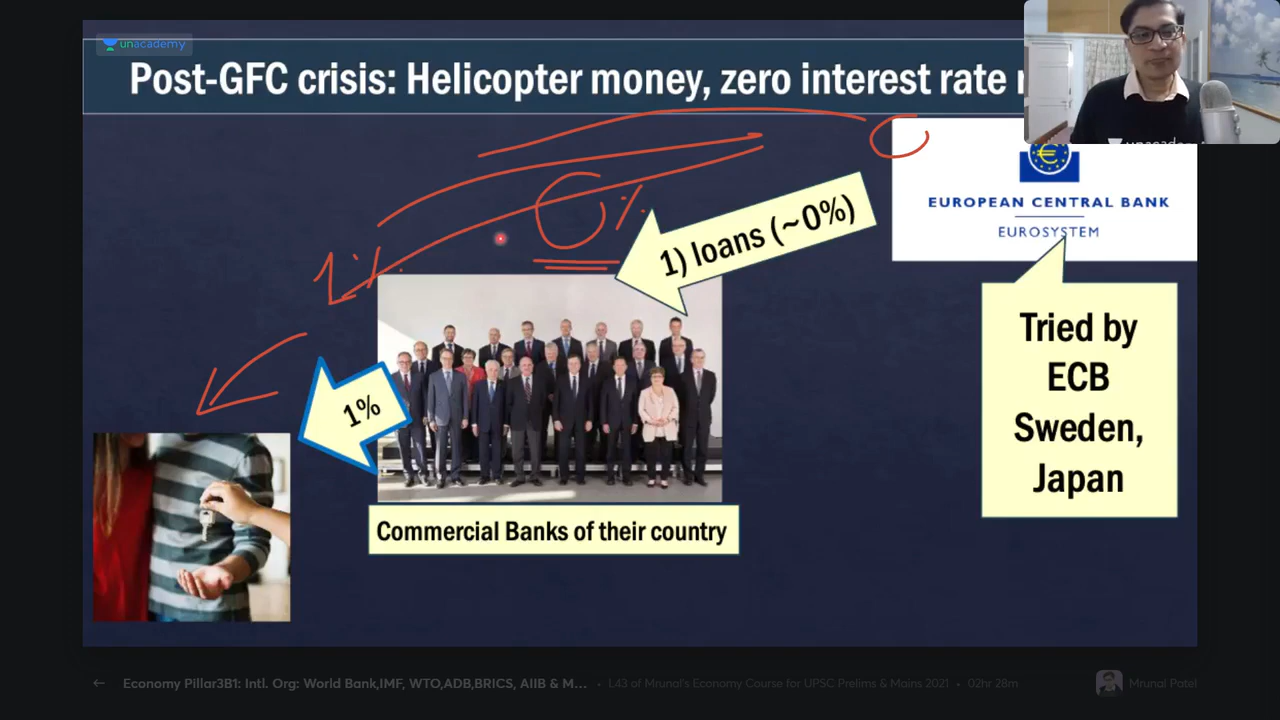 unacademy
Post-GFC crisis: Helicopter money, zero interest rate
EUROPEAN CENTRAL BANK
EUROSYSTEM
1) loans (~0%)
0%
1%
1%
Tried by
ECB
Sweden,
Japan
Commercial Banks of their country
← Economy Pillar3B1: Intl. Org: World Bank,IMF, WTO,ADB,BRICS, AIIB & M... • L43 of Mrunal's Economy Course for UPSC Prelims & Mains 2021 • 02hr 28m
Mrunal Patel